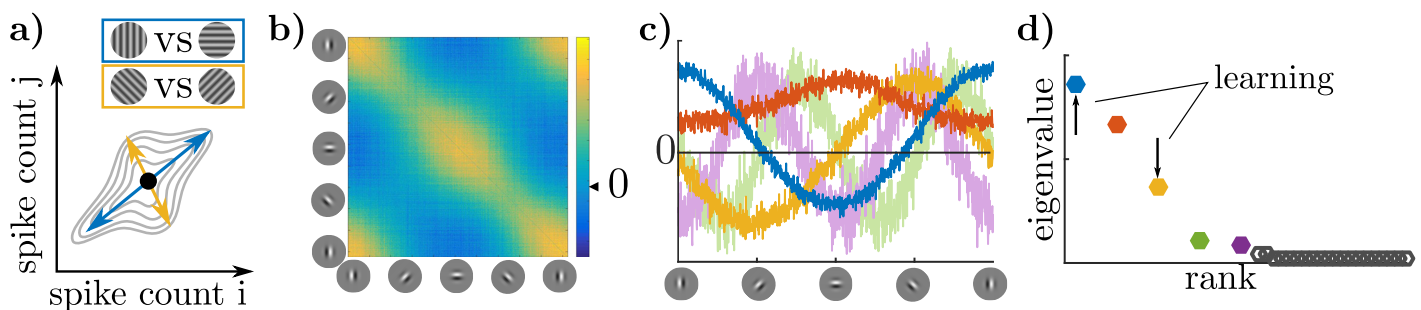 a)
vs
vs
spike count j
spike count i
b)
0
c)
0
d)
learning
eigenvalue
rank